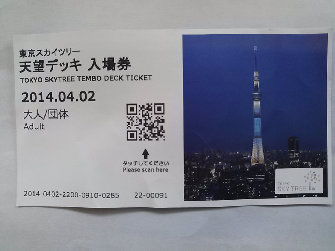 東京スカイツリー
天望デッキ 入場券
TOKYO SKYTREE TEMBO DECK TICKET
2014.04.02
大人/団体
Adult
タッチしてください
Please scan here
2014-0402-2200-0910-0285 22-00091
TOKYO
SKYTREE